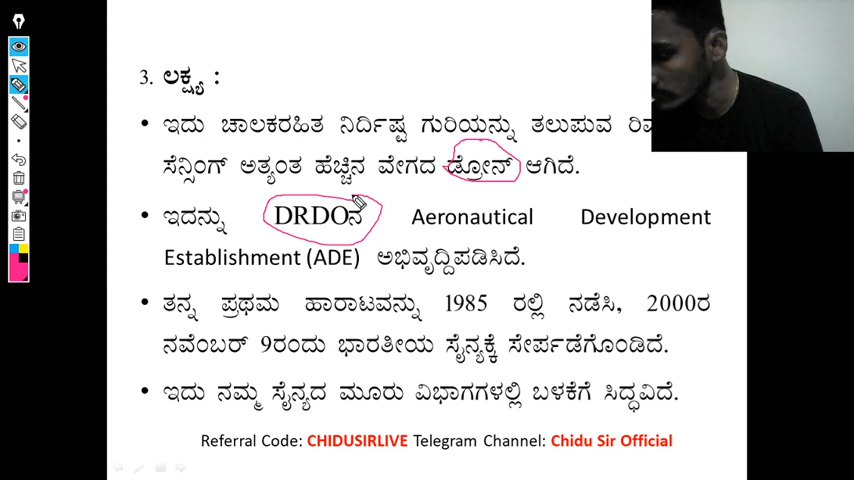 3. ಲಕ್ಷ್ಯ :
• ಇದು ಚಾಲಕರಹಿತ ನಿರ್ದಿಷ್ಟ ಗುರಿಯನ್ನು ತಲುಪುವ
ಸೆನ್ಸಿಂಗ್ ಅತ್ಯಂತ ಹೆಚ್ಚಿನ ವೇಗದ ಡ್ರೋನ್ ಆಗಿದೆ.
• ಇದನ್ನು DRDOನ Aeronautical Development
Establishment (ADE) ಅಭಿವೃದ್ದಿಪಡಿಸಿದೆ.
• ತನ್ನ ಪ್ರಥಮ ಹಾರಾಟವನ್ನು 1985 ರಲ್ಲಿ ನಡೆಸಿ, 2000ರ
ನವೆಂಬರ್ 9ರಂದು ಭಾರತೀಯ ಸೈನ್ಯಕ್ಕೆ ಸೇರ್ಪಡೆಗೊಂಡಿದೆ.
• ಇದು ನಮ್ಮ ಸೈನ್ಯದ ಮೂರು ವಿಭಾಗಗಳಲ್ಲಿ ಬಳಕೆಗೆ ಸಿದ್ಧವಿದೆ.
Referral Code: CHIDUSIRLIVE Telegram Channel: Chidu Sir Official